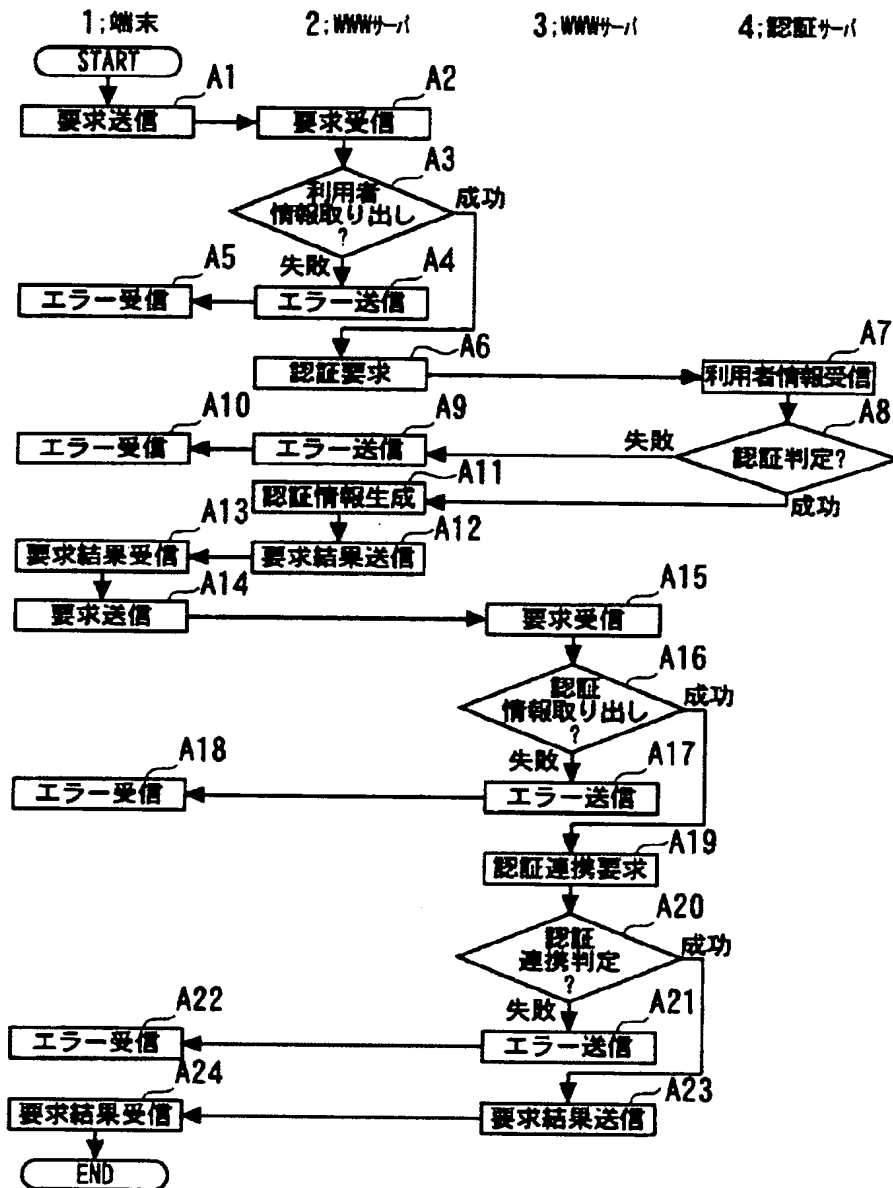 1;端末 2;WWWサーバ 3;WWWサーバ 4;認証サーバ
START
A1 A2
要求送信 要求受信
A3
利用者
情報取り出し
?
成功
失敗
A5 A4
エラー受信 エラー送信
A6 A7
認証要求 利用者情報受信
A10 A9 A8
エラー受信 エラー送信 失敗 認証判定?
A11
認証情報生成 成功
A13 A12
要求結果受信 要求結果送信
A14 A15
要求送信 要求受信
A16
認証
情報取り出し
?
成功
失敗
A18 A17
エラー受信 エラー送信
A19
認証連携要求
A20
認証
連携判定
?
成功
失敗
A22 A21
エラー受信 エラー送信
A24 A23
要求結果受信 要求結果送信
END